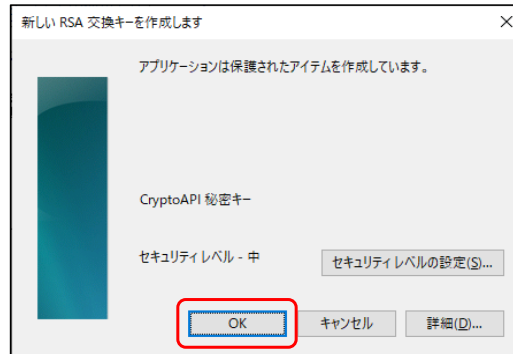 新しい RSA 交換キーを作成します
アプリケーションは保護されたアイテムを作成しています。
CryptoAPI 秘密キー
セキュリティ レベル - 中
セキュリティ レベルの設定(S)...
OK
キャンセル
詳細(D)...